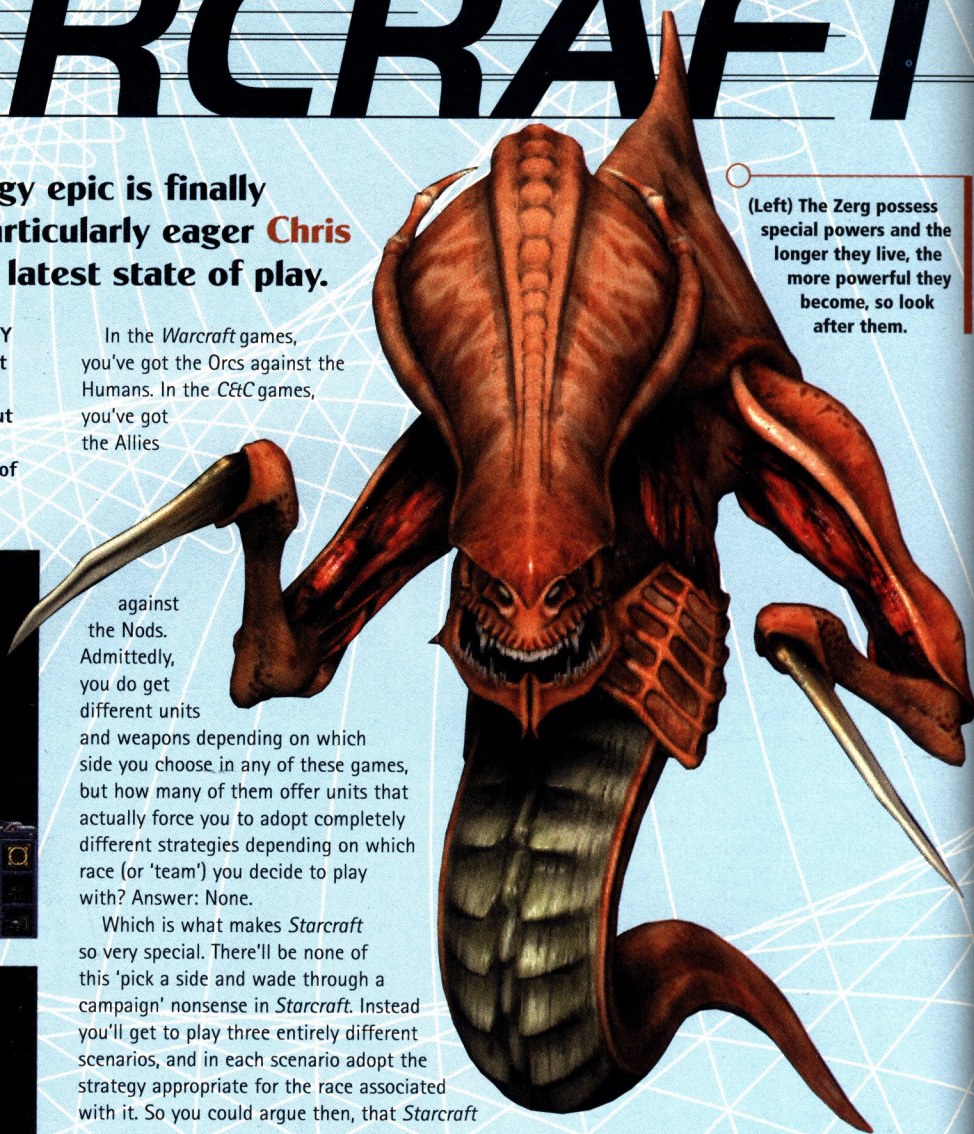 RCRAFT
gy epic is finally
articularly eager Chris
latest state of play.
(Left) The Zerg possess
special powers and the
longer they live, the
more powerful they
become, so look
after them.
Y
t
ut
of
In the Warcraft games,
you've got the Orcs against the
Humans. In the C&C games,
you've got
the Allies
against
the Nods.
Admittedly,
you do get
different units
and weapons depending on which
side you choose in any of these games,
but how many of them offer units that
actually force you to adopt completely
different strategies depending on which
race (or 'team') you decide to play
with? Answer: None.
Which is what makes Starcraft
so very special. There'll be none of
this 'pick a side and wade through a
campaign' nonsense in Starcraft. Instead
you'll get to play three entirely different
scenarios, and in each scenario adopt the
strategy appropriate for the race associated
with it. So you could argue then, that Starcraft